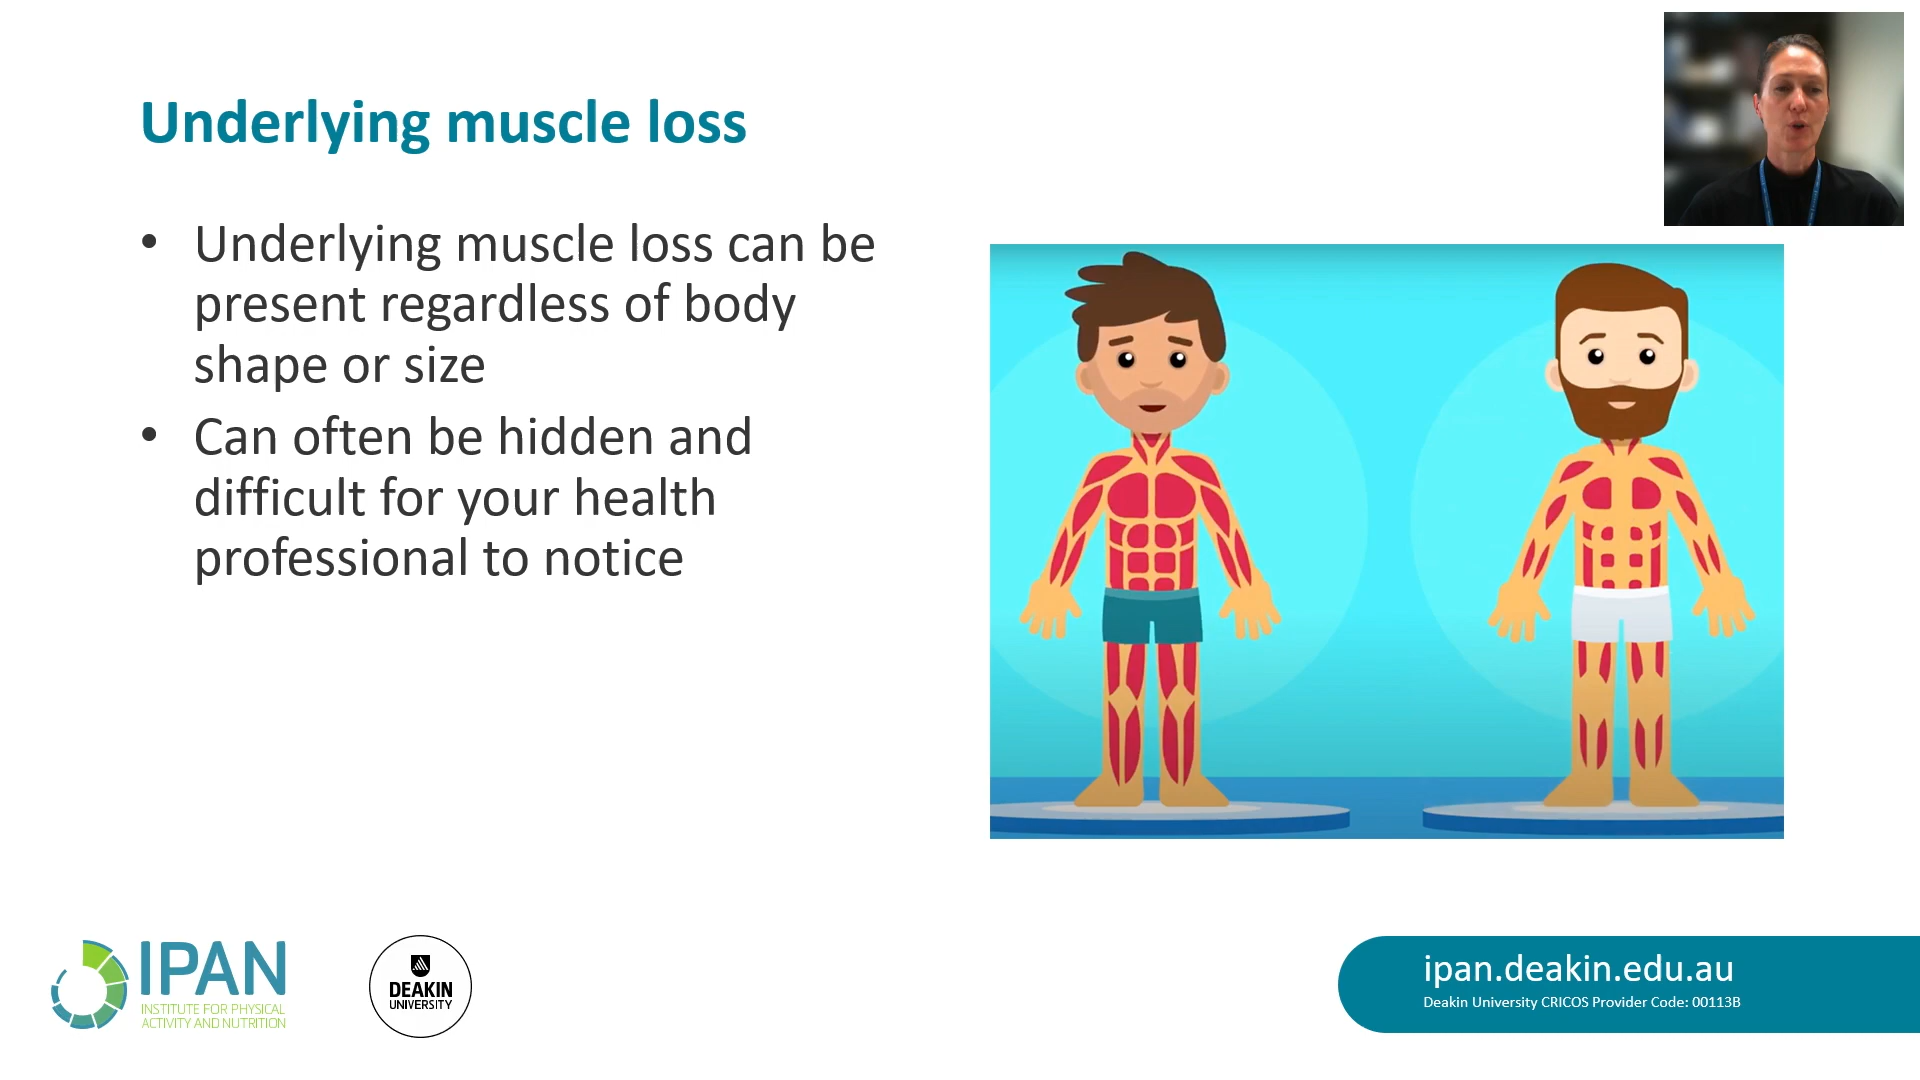 Underlying muscle loss
• Underlying muscle loss can be
present regardless of body
shape or size
• Can often be hidden and
difficult for your health
professional to notice
IPAN
INSTITUTE FOR PHYSICAL
ACTIVITY AND NUTRITION
DEAKIN
UNIVERSITY
ipan.deakin.edu.au
Deakin University CRICOS Provider Code: 00113B